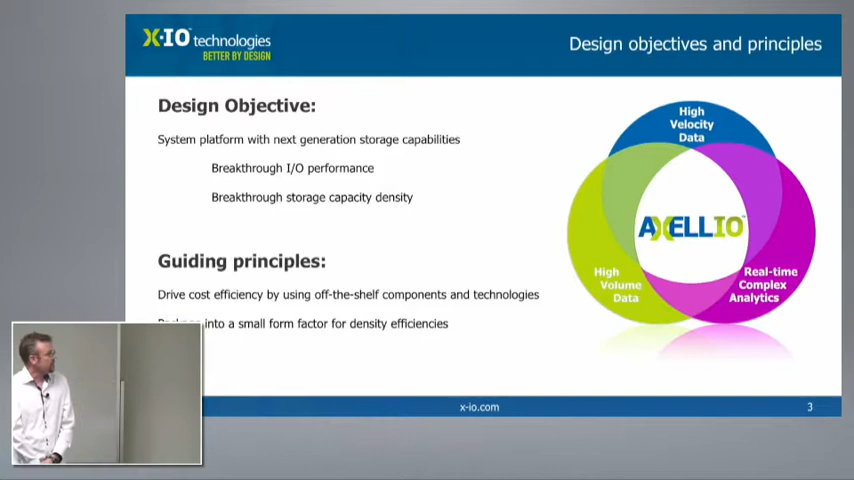 X-IO technologies
BETTER BY DESIGN
Design objectives and principles
Design Objective:
System platform with next generation storage capabilities
Breakthrough I/O performance
Breakthrough storage capacity density
Guiding principles:
Drive cost efficiency by using off-the-shelf components and technologies
into a small form factor for density efficiencies
High
Velocity
Data
AXELLIO
High
Volume
Data
Real-time
Complex
Analytics
x-io.com
3